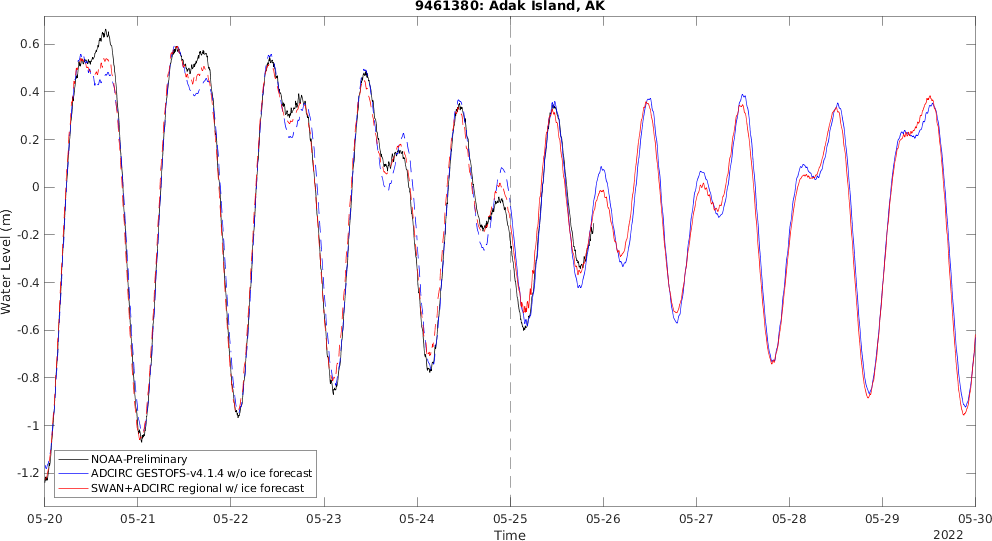 9461380: Adak Island, AK
Water Level (m)
0.6
0.4
0.2
0
-0.2
-0.4
-0.6
-0.8
-1
-1.2
NOAA-Preliminary
ADCIRC GESTOFS-v4.1.4 w/o ice forecast
SWAN+ADCIRC regional w/ ice forecast
05-20 05-21 05-22 05-23 05-24 05-25 05-26 05-27 05-28 05-29 05-30
Time
2022